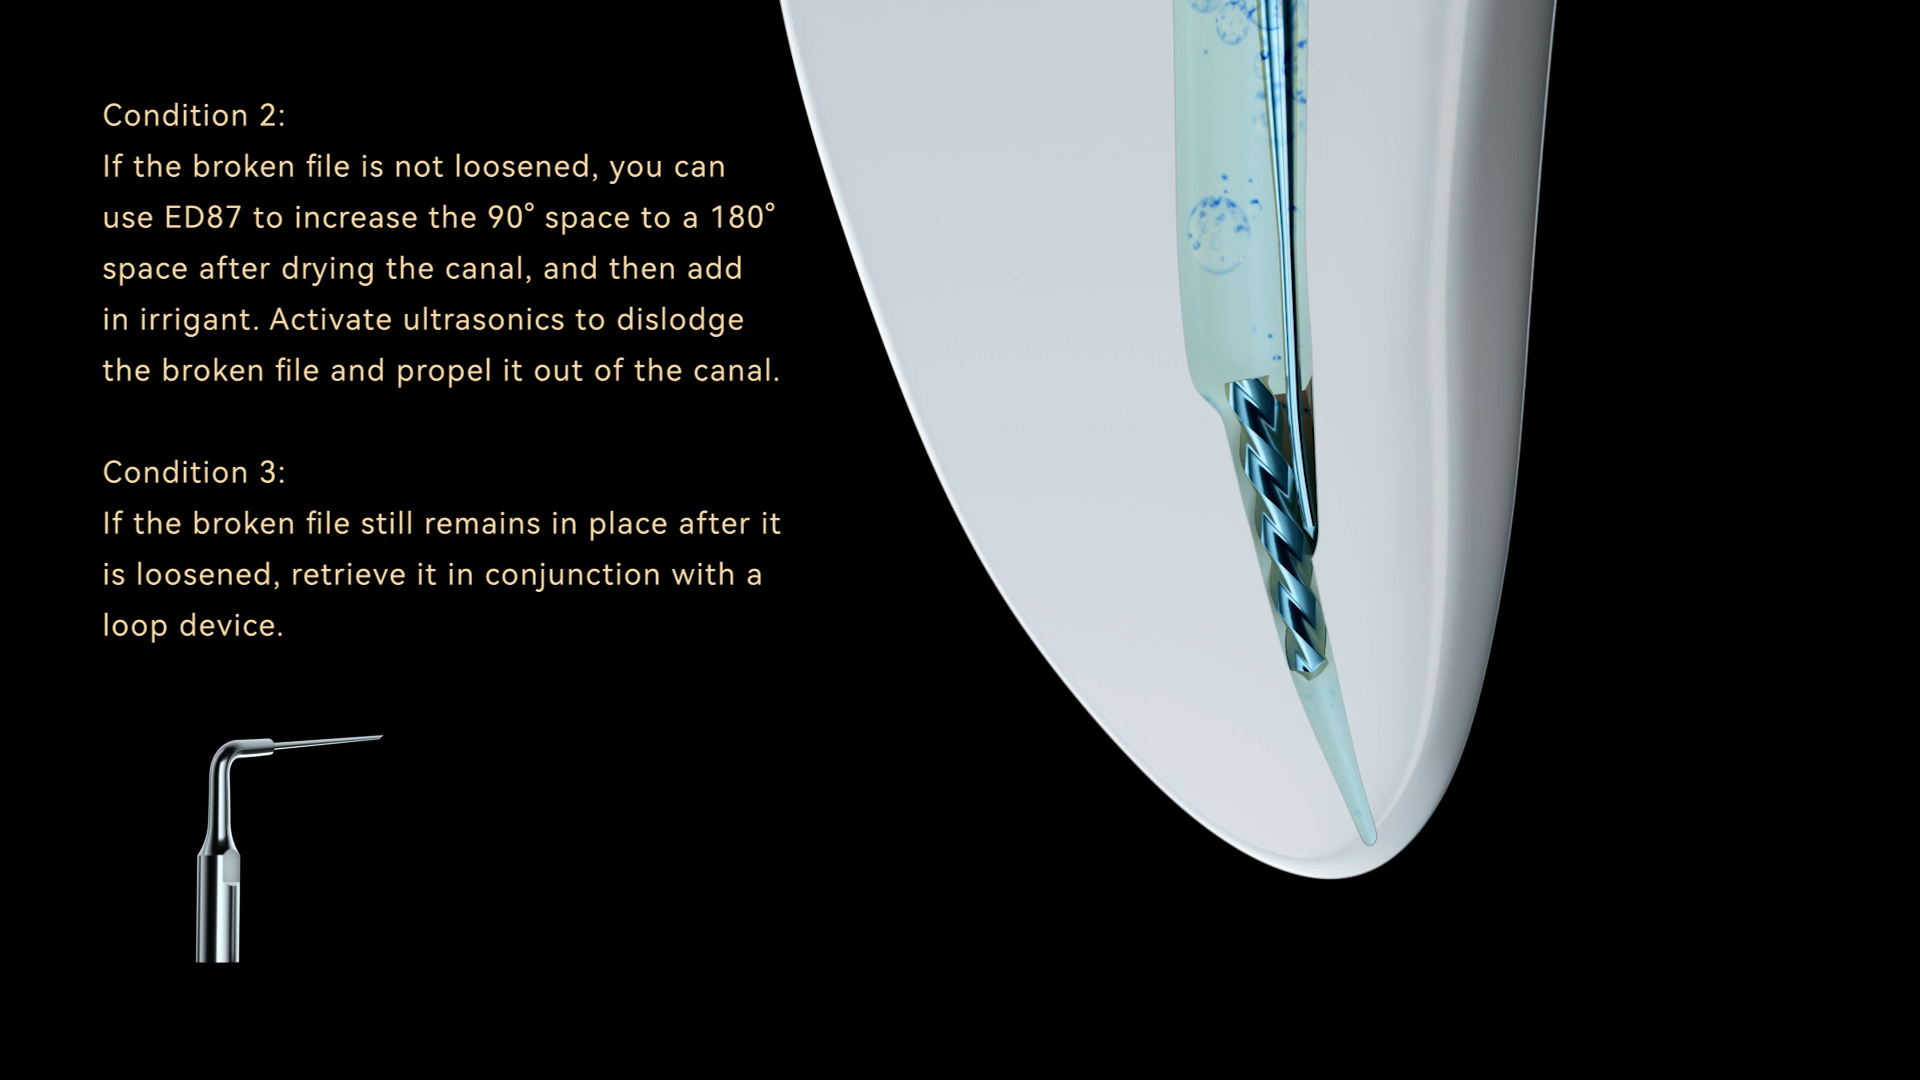 Condition 2:
If the broken file is not loosened, you can
use ED87 to increase the 90° space to a 180°
space after drying the canal, and then add
in irrigant. Activate ultrasonics to dislodge
the broken file and propel it out of the canal.
Condition 3:
If the broken file still remains in place after it
is loosened, retrieve it in conjunction with a
loop device.